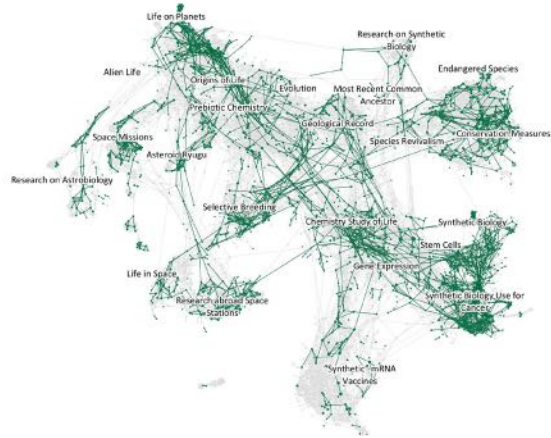 Life on Planets
Research on Synthetic
Biology
Alien Life
Origins of Life
Endangered Species
Evolution
Most Recent Common
Ancestor
Prebiotic Chemistry
Geological Record
Space Missions
Conservation Measures
Species Revivalism
Asteroid Ryugu
Research on Astrobiology
Selective Breeding
Chemistry Study of Life
Synthetic Biology
Stem Cells
Gene Expression
Life in Space
Research abroad Space
Stations
Synthetic Biology Use for
Cancer
"Synthetic" mRNA
Vaccines